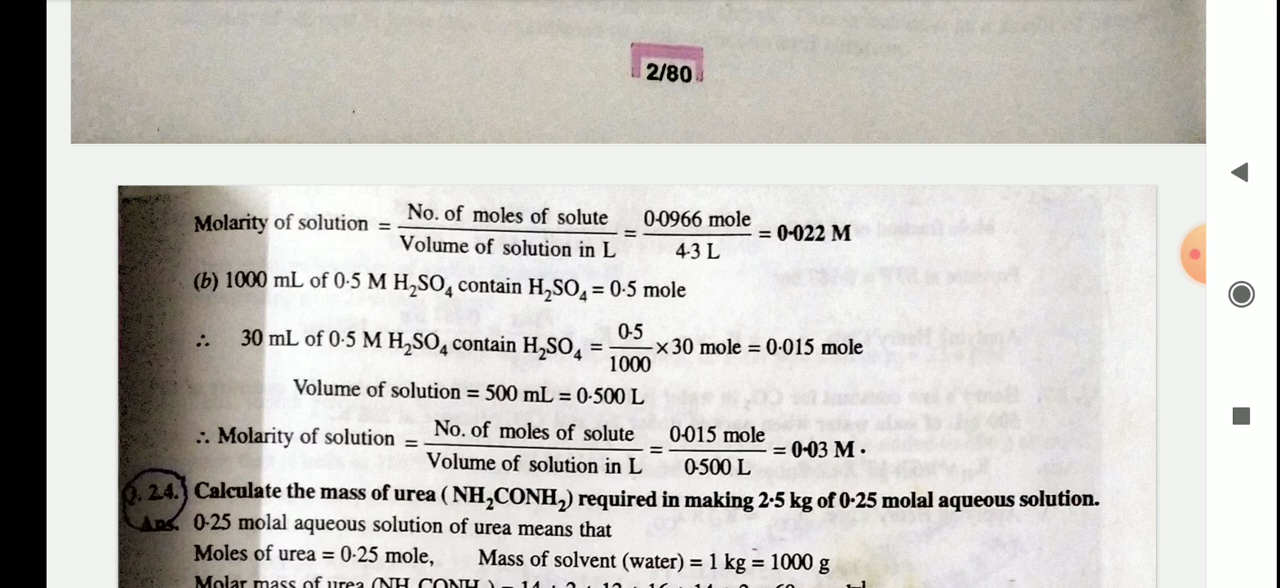 2/80
Molarity of solution = No. of moles of solute / Volume of solution in L = 0·0966 mole / 4·3 L = 0·022 M
(b) 1000 mL of 0·5 M H₂SO₄ contain H₂SO₄ = 0·5 mole
∴ 30 mL of 0·5 M H₂SO₄ contain H₂SO₄ = 0·5 / 1000 × 30 mole = 0·015 mole
Volume of solution = 500 mL = 0·500 L
∴ Molarity of solution = No. of moles of solute / Volume of solution in L = 0·015 mole / 0·500 L = 0·03 M ·
2.4. Calculate the mass of urea ( NH₂CONH₂) required in making 2·5 kg of 0·25 molal aqueous solution.
Ans. 0·25 molal aqueous solution of urea means that
Moles of urea = 0·25 mole, Mass of solvent (water) = 1 kg = 1000 g
Molar mass of urea